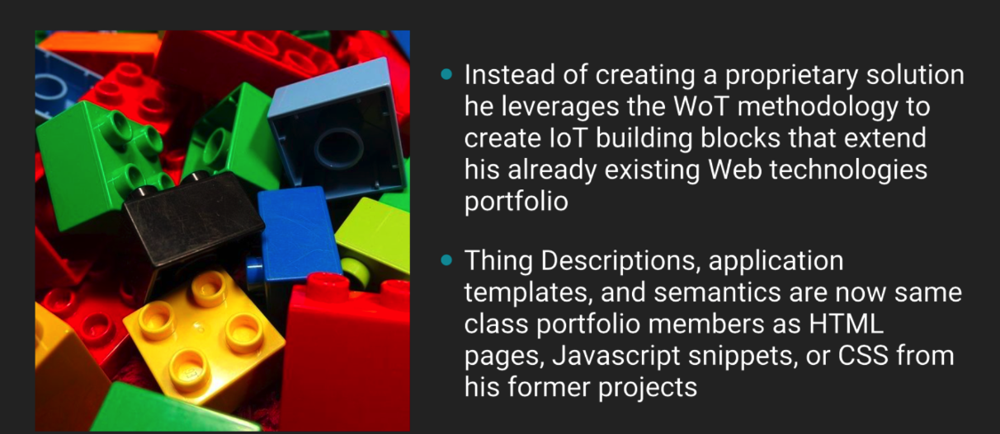 Instead of creating a proprietary solution
he leverages the WoT methodology to
create IoT building blocks that extend
his already existing Web technologies
portfolio
Thing Descriptions, application
templates, and semantics are now same
class portfolio members as HTML
pages, Javascript snippets, or CSS from
his former projects